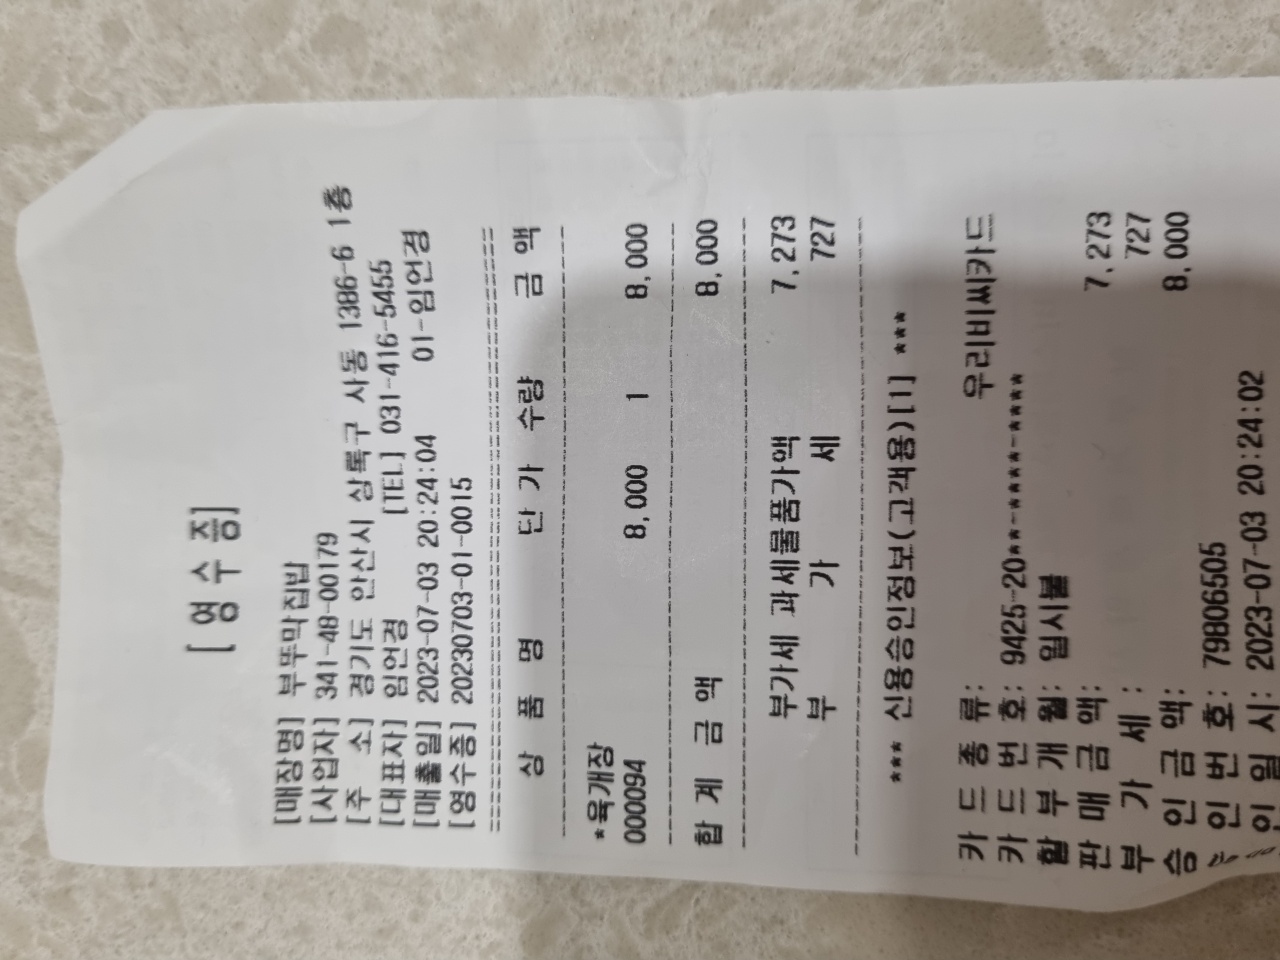 [ 영 수 증 ]
[매장명] 부뚜막집밥
[사업자] 341-48-00179
[주 소] 경기도 안산시 상록구 사동 1386-6 1층
[대표자] 임언경 [TEL] 031-416-5455
[매출일] 2023-07-03 20:24:04 01-임언경
[영수증] 20230703-01-0015
상 품 명 단 가 수량 금 액
*육개장
000094 8,000 1 8,000
합 계 금 액 8,000
부가세 과세물품가액 7,273
부 가 세 727
*** 신용승인정보(고객용)[1] ***
카 드 종 류: 우리비씨카드
카 드 번 호: 9425-20**-****-****
할 부 개 월: 일시불
판 매 금 액: 7,273
부 가 세 : 727
승 인 금 액: 8,000
승 인 번 호: 79806505
승 인 일 시: 2023-07-03 20:24:02